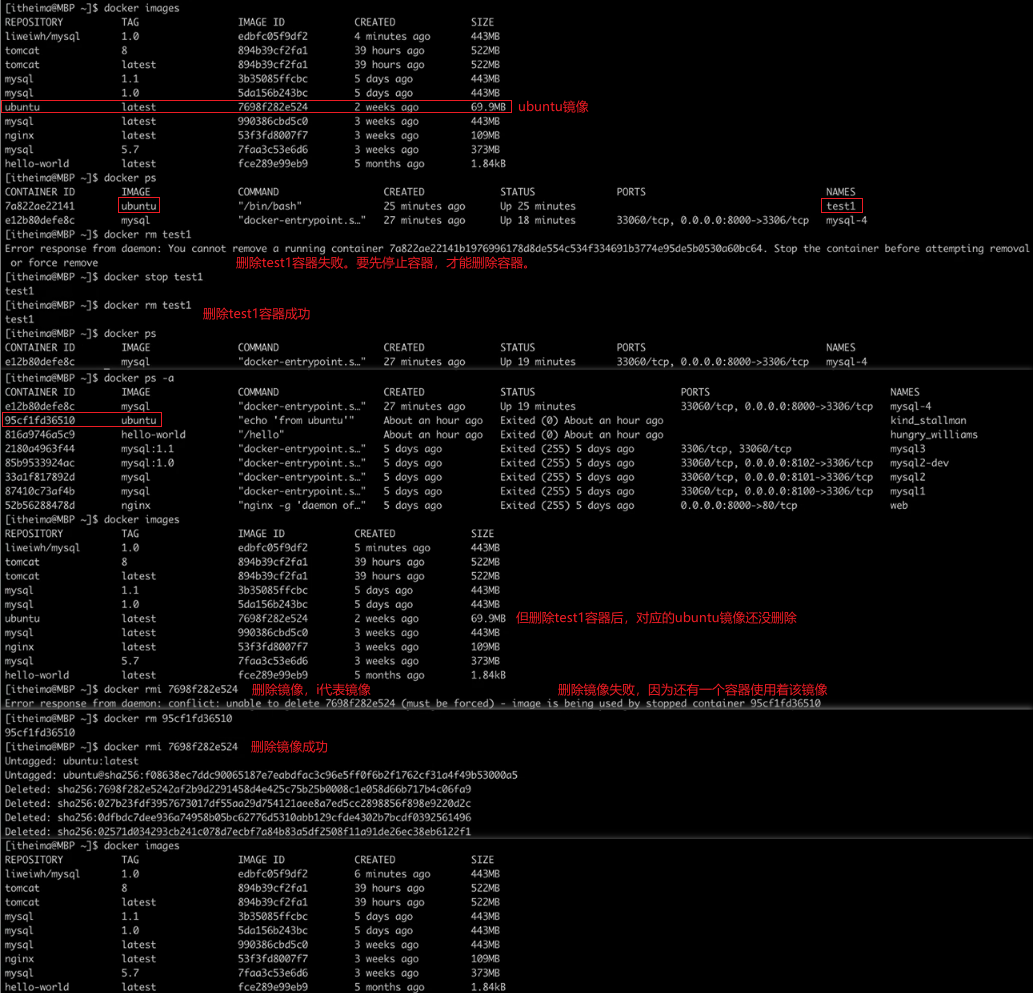 [itheima@MBP ~]$ docker images
REPOSITORY TAG IMAGE ID CREATED SIZE
liweiwh/mysql 1.0 edbfc05f9df2 4 minutes ago 443MB
tomcat 8 894b39cf2fa1 39 hours ago 522MB
tomcat latest 894b39cf2fa1 39 hours ago 522MB
mysql 1.1 3b35085ffcbc 5 days ago 443MB
mysql 1.0 5da156b243bc 5 days ago 443MB
ubuntu latest 7698f282e524 2 weeks ago 69.9MB ubuntu镜像
mysql latest 990386cbd5c0 3 weeks ago 443MB
nginx latest 53f3fd8007f7 3 weeks ago 109MB
mysql 5.7 7faa3c53e6d6 3 weeks ago 373MB
hello-world latest fce289e99eb9 5 months ago 1.84kB
[itheima@MBP ~]$ docker ps
CONTAINER ID IMAGE COMMAND CREATED STATUS PORTS NAMES
7a822ae22141 ubuntu "/bin/bash" 25 minutes ago Up 25 minutes test1
e12b80defe8c mysql "docker-entrypoint.s…" 27 minutes ago Up 18 minutes 33060/tcp, 0.0.0.0:8000->3306/tcp mysql-4
[itheima@MBP ~]$ docker rm test1
Error response from daemon: You cannot remove a running container 7a822ae22141b1976996178d8de554c534f334691b3774e95de5b0530a60bc64. Stop the container before attempting removal
or force remove 删除test1容器失败。要先停止容器，才能删除容器。
[itheima@MBP ~]$ docker stop test1
test1
[itheima@MBP ~]$ docker rm test1
test1 删除test1容器成功
[itheima@MBP ~]$ docker ps
CONTAINER ID IMAGE COMMAND CREATED STATUS PORTS NAMES
e12b80defe8c mysql "docker-entrypoint.s…" 27 minutes ago Up 19 minutes 33060/tcp, 0.0.0.0:8000->3306/tcp mysql-4
[itheima@MBP ~]$ docker ps -a
CONTAINER ID IMAGE COMMAND CREATED STATUS PORTS NAMES
e12b80defe8c mysql "docker-entrypoint.s…" 27 minutes ago Up 19 minutes 33060/tcp, 0.0.0.0:8000->3306/tcp mysql-4
95cf1fd36510 ubuntu "echo 'from ubuntu'" About an hour ago Exited (0) About an hour ago kind_stallman
816a9746a5c9 hello-world "/hello" About an hour ago Exited (0) About an hour ago hungry_williams
2180a4963f44 mysql:1.1 "docker-entrypoint.s…" 5 days ago Exited (255) 5 days ago 3306/tcp, 33060/tcp mysql3
85b9533924ac mysql:1.0 "docker-entrypoint.s…" 5 days ago Exited (255) 5 days ago 33060/tcp, 0.0.0.0:8102->3306/tcp mysql2-dev
33a1f817892d mysql "docker-entrypoint.s…" 5 days ago Exited (255) 5 days ago 33060/tcp, 0.0.0.0:8101->3306/tcp mysql2
87410c73af4b mysql "docker-entrypoint.s…" 5 days ago Exited (255) 5 days ago 33060/tcp, 0.0.0.0:8100->3306/tcp mysql1
52b56288478d nginx "nginx -g 'daemon of…" 5 days ago Exited (255) 5 days ago 0.0.0.0:80->80/tcp web
[itheima@MBP ~]$ docker images
REPOSITORY TAG IMAGE ID CREATED SIZE
liweiwh/mysql 1.0 edbfc05f9df2 5 minutes ago 443MB
tomcat 8 894b39cf2fa1 39 hours ago 522MB
tomcat latest 894b39cf2fa1 39 hours ago 522MB
mysql 1.1 3b35085ffcbc 5 days ago 443MB
mysql 1.0 5da156b243bc 5 days ago 443MB
ubuntu latest 7698f282e524 2 weeks ago 69.9MB 但删除test1容器后，对应的ubuntu镜像还没删除
mysql latest 990386cbd5c0 3 weeks ago 443MB
nginx latest 53f3fd8007f7 3 weeks ago 109MB
mysql 5.7 7faa3c53e6d6 3 weeks ago 373MB
hello-world latest fce289e99eb9 5 months ago 1.84kB
[itheima@MBP ~]$ docker rmi 7698f282e524 删除镜像，i代表镜像 删除镜像失败，因为还有一个容器使用着该镜像
Error response from daemon: conflict: unable to delete 7698f282e524 (must be forced) - image is being used by stopped container 95cf1fd36510
[itheima@MBP ~]$ docker rm 95cf1fd36510
95cf1fd36510
[itheima@MBP ~]$ docker rmi 7698f282e524 删除镜像成功
Untagged: ubuntu:latest
Untagged: ubuntu@sha256:f08638ec7ddc90065187e7eabdfac3c96e5ff0f6b2f1762cf31a4f49b53000a5
Deleted: sha256:7698f282e5242af2b9d2291458d4e425c75b25b0008c1e058d66b717b4c06fa9
Deleted: sha256:027b23fdf3957673017df55aa29d754121aee8a7ed5cc2898856f898e9220d2c
Deleted: sha256:0dfbdc7dee936a74958b05bc62776d5310abb129cfde4302b7bcdf0392561496
Deleted: sha256:02571d034293cb241c078d7ecbf7a84b83a5df2508f11a91de26ec38eb6122f1
[itheima@MBP ~]$ docker images
REPOSITORY TAG IMAGE ID CREATED SIZE
liweiwh/mysql 1.0 edbfc05f9df2 6 minutes ago 443MB
tomcat 8 894b39cf2fa1 39 hours ago 522MB
tomcat latest 894b39cf2fa1 39 hours ago 522MB
mysql 1.1 3b35085ffcbc 5 days ago 443MB
mysql 1.0 5da156b243bc 5 days ago 443MB
mysql latest 990386cbd5c0 3 weeks ago 443MB
nginx latest 53f3fd8007f7 3 weeks ago 109MB
mysql 5.7 7faa3c53e6d6 3 weeks ago 373MB
hello-world latest fce289e99eb9 5 months ago 1.84kB